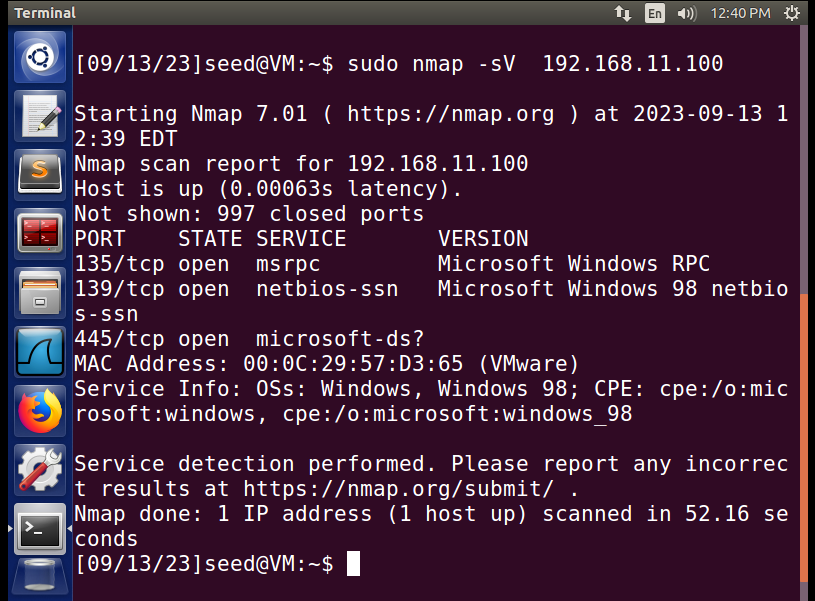 Terminal
En
12:40 PM
[09/13/23]seed@VM:~$ sudo nmap -sV  192.168.11.100
Starting Nmap 7.01 ( https://nmap.org ) at 2023-09-13 1
2:39 EDT
Nmap scan report for 192.168.11.100
Host is up (0.00063s latency).
Not shown: 997 closed ports
PORT    STATE SERVICE       VERSION
135/tcp open  msrpc         Microsoft Windows RPC
139/tcp open  netbios-ssn   Microsoft Windows 98 netbio
s-ssn
445/tcp open  microsoft-ds?
MAC Address: 00:0C:29:57:D3:65 (VMware)
Service Info: OSs: Windows, Windows 98; CPE: cpe:/o:mic
rosoft:windows, cpe:/o:microsoft:windows_98
Service detection performed. Please report any incorrec
t results at https://nmap.org/submit/ .
Nmap done: 1 IP address (1 host up) scanned in 52.16 se
conds
[09/13/23]seed@VM:~$